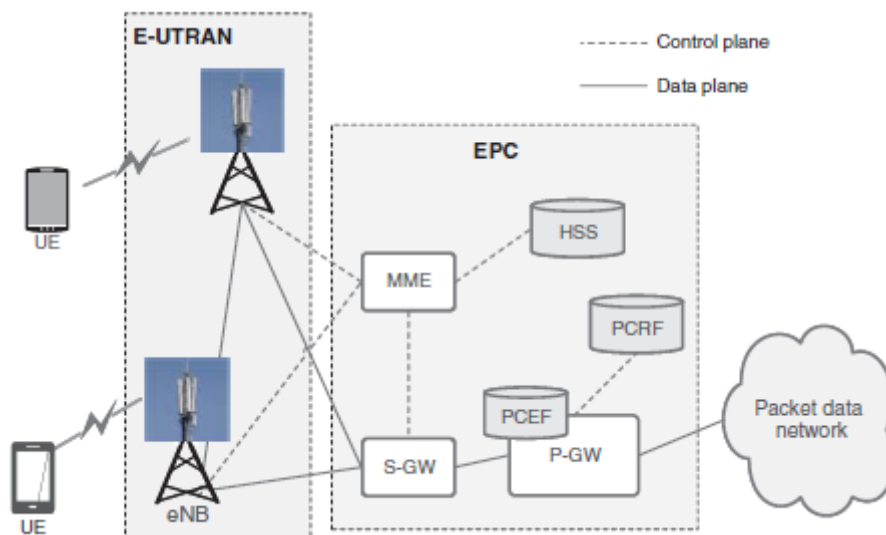 E-UTRAN
Control plane
Data plane
EPC
UE
HSS
MME
PCRF
PCEF
Packet data
network
S-GW
P-GW
eNB
UE